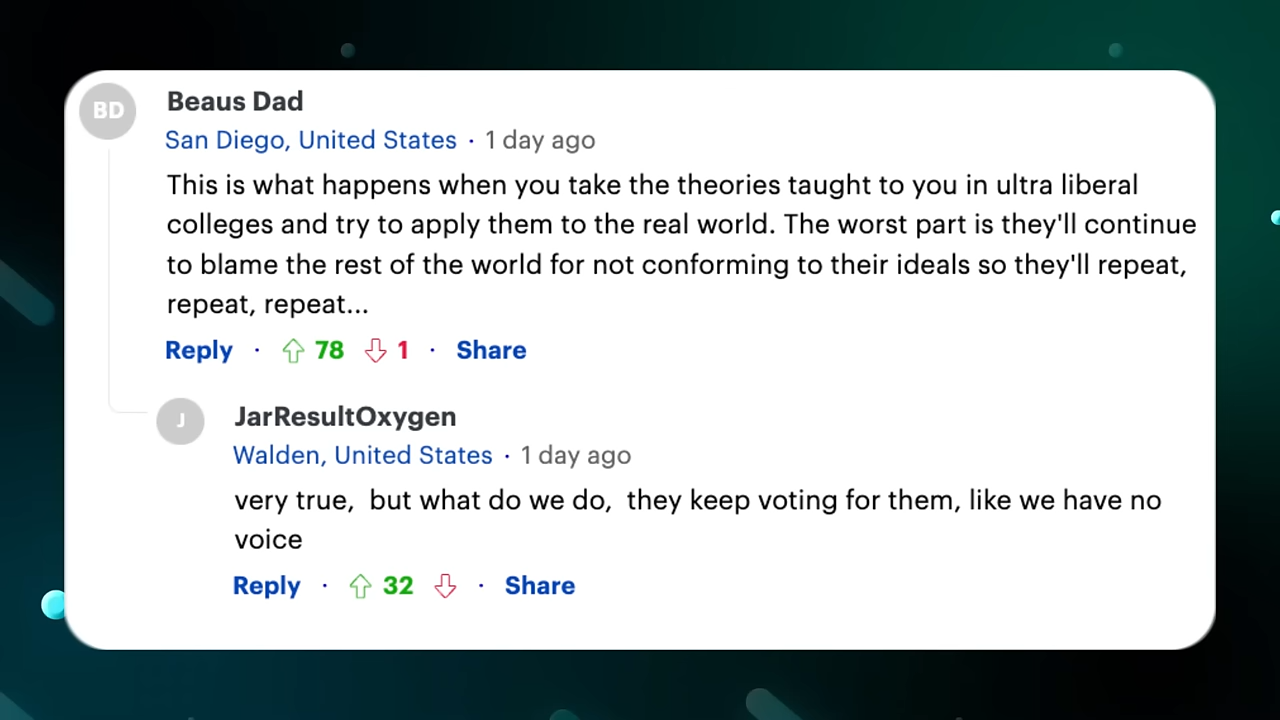 BD
Beaus Dad
San Diego, United States · 1 day ago
This is what happens when you take the theories taught to you in ultra liberal
colleges and try to apply them to the real world. The worst part is they'll continue
to blame the rest of the world for not conforming to their ideals so they'll repeat,
repeat, repeat...
Reply · 78 1 · Share
J
JarResultOxygen
Walden, United States · 1 day ago
very true,  but what do we do,  they keep voting for them, like we have no
voice
Reply · 32 · Share